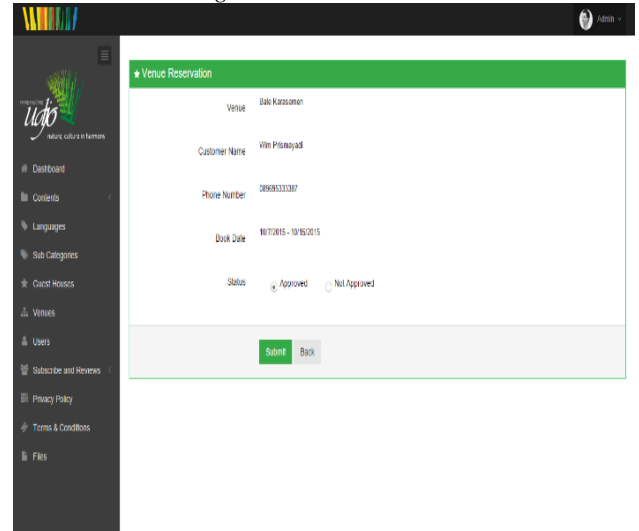 Admin
udjo
nature, culture in harmony
Dashboard
Contents
Languages
Sub Categories
Guest Houses
Venues
Users
Subscribe and Reviews
Privacy Policy
Terms & Conditions
Files
Venue Reservation
Venue Bale Karasemen
Customer Name Wim Prismayadi
Phone Number 089695333387
Book Date 10/7/2015 - 10/15/2015
Status Approved Not Approved
Submit Back